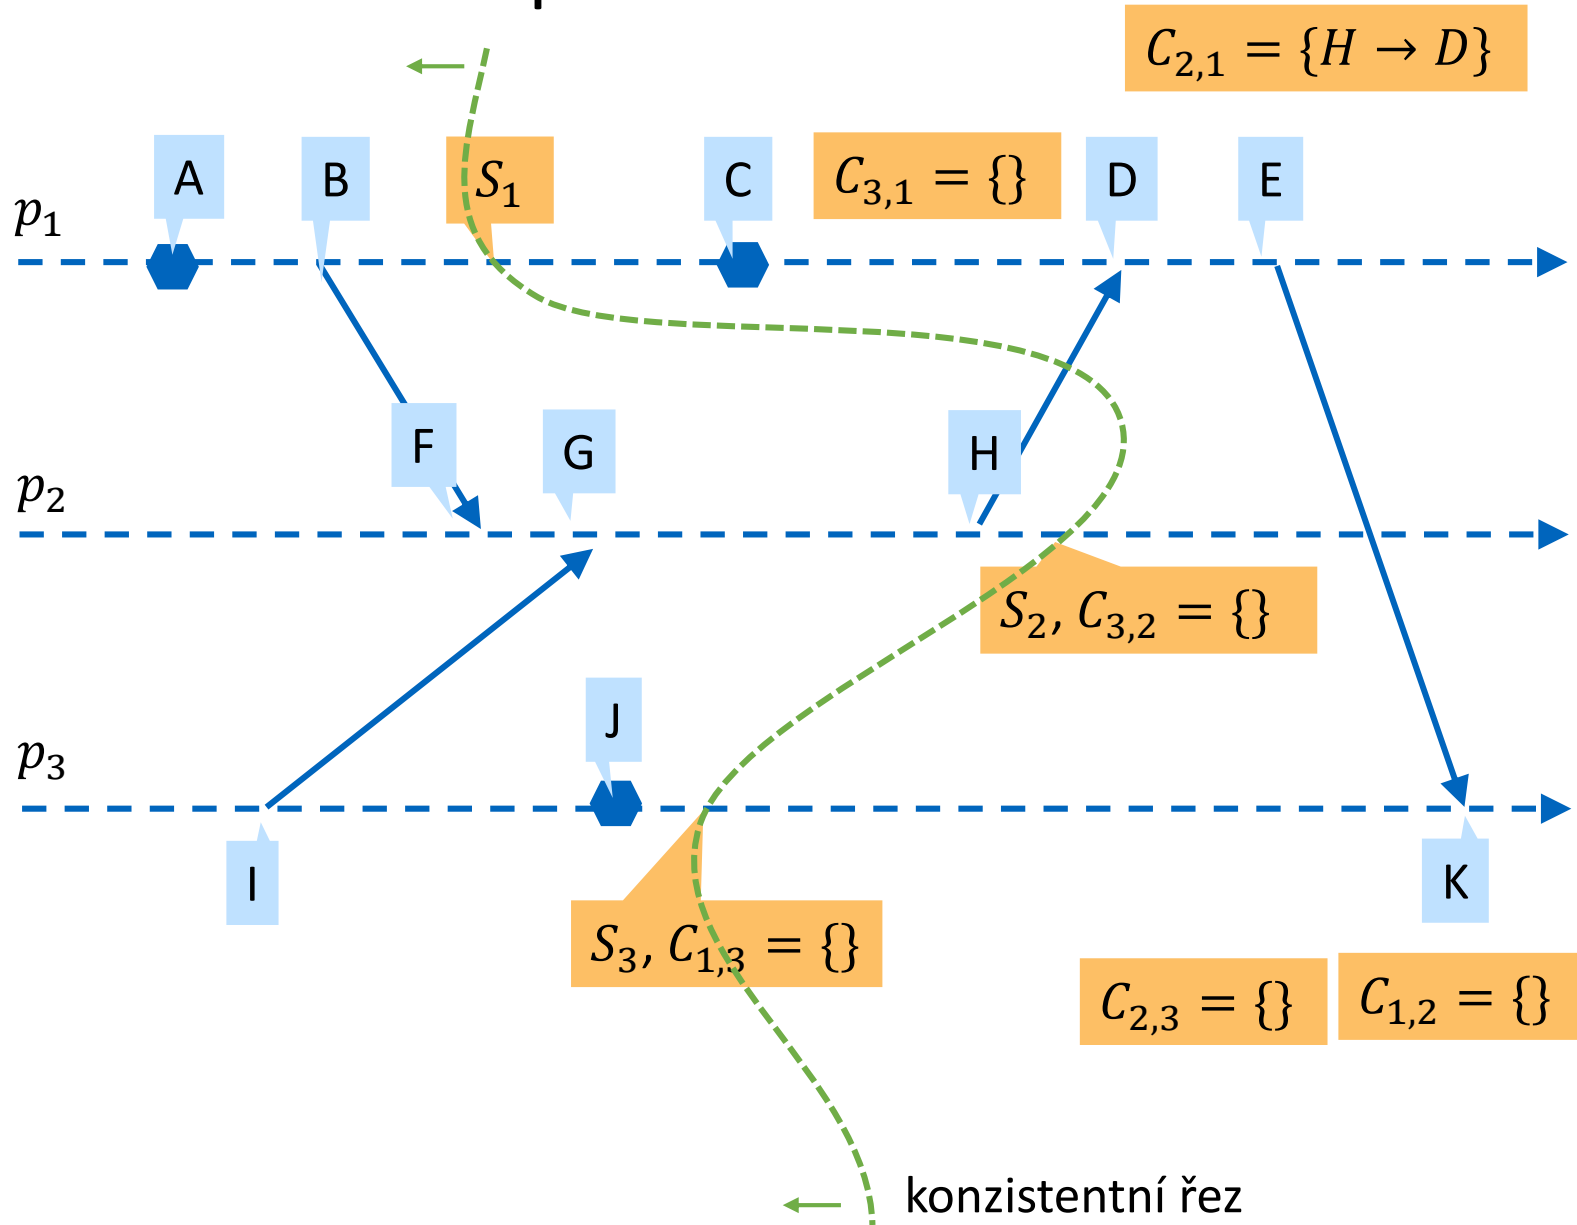 C₂,₁ = {H → D}
A
B
S₁
C
C₃,₁ = {}
D
E
p₁
F
G
H
p₂
S₂, C₃,₂ = {}
J
p₃
I
K
S₃, C₁,₃ = {}
C₂,₃ = {}
C₁,₂ = {}
konzistentní řez